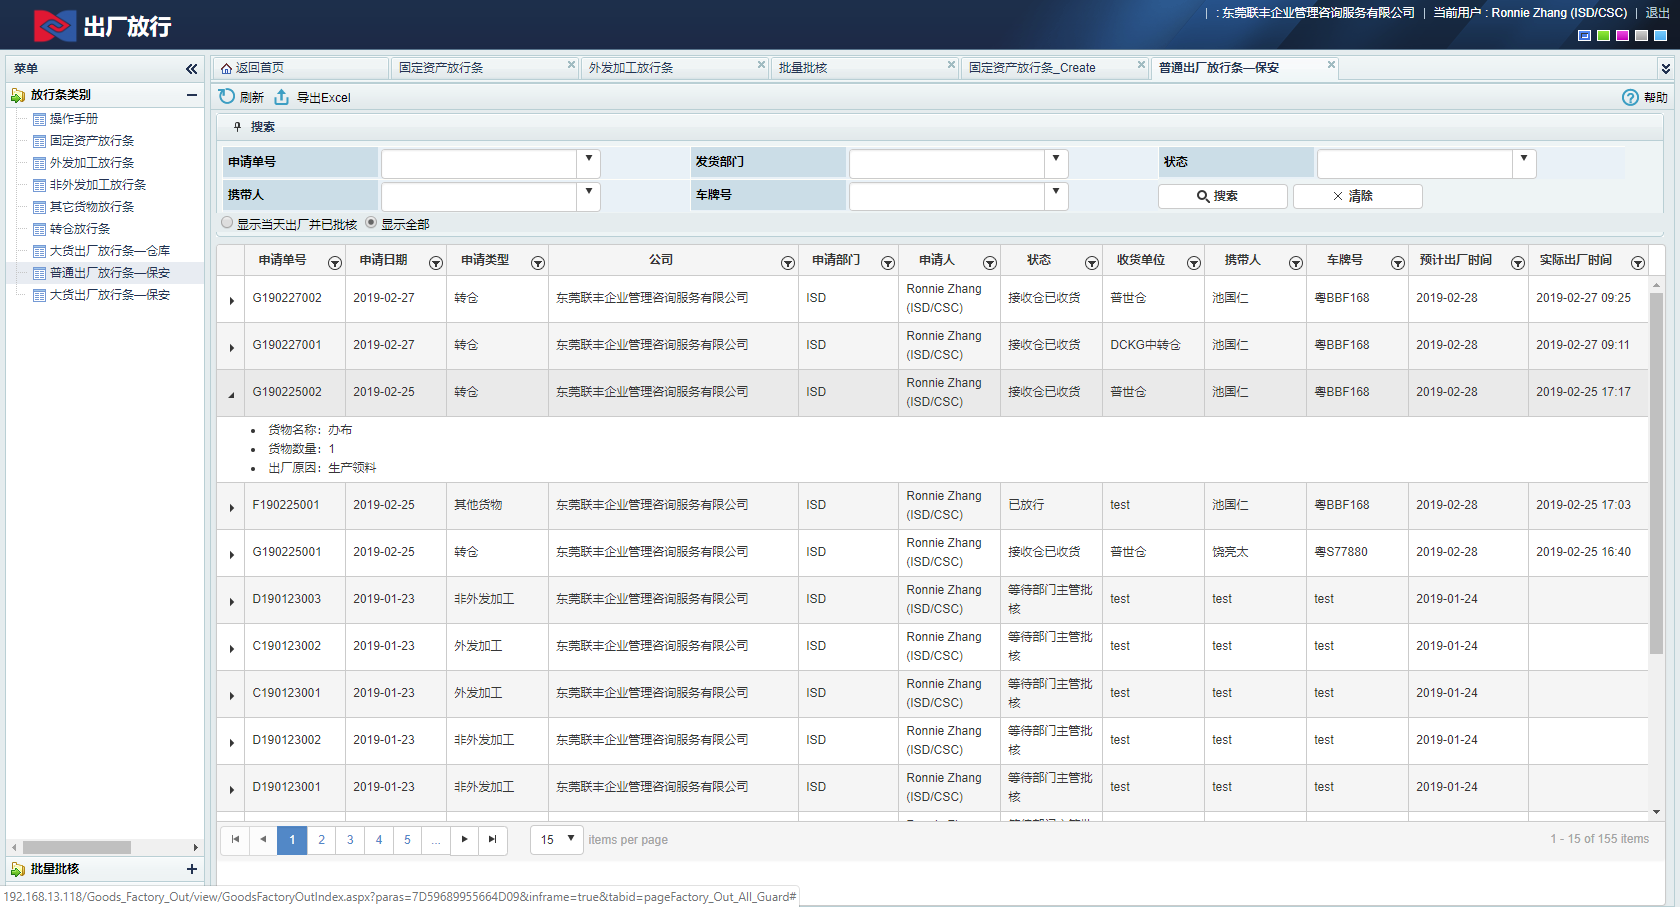 出厂放行
| : 东莞联丰企业管理咨询服务有限公司 | 当前用户 : Ronnie Zhang (ISD/CSC) | 退出
菜单
放行条类别
操作手册
固定资产放行条
外发加工放行条
非外发加工放行条
其它货物放行条
转仓放行条
大货出厂放行条—仓库
普通出厂放行条—保安
大货出厂放行条—保安
批量批核
返回首页 固定资产放行条 外发加工放行条 批量批核 固定资产放行条_Create 普通出厂放行条—保安
刷新 导出Excel 帮助
搜索
申请单号 发货部门 状态
携带人 车牌号 搜索 清除
显示当天出厂并已批核 显示全部
申请单号 申请日期 申请类型 公司 申请部门 申请人 状态 收货单位 携带人 车牌号 预计出厂时间 实际出厂时间
G190227002 2019-02-27 转仓 东莞联丰企业管理咨询服务有限公司 ISD Ronnie Zhang (ISD/CSC) 接收仓已收货 普世仓 池国仁 粤BBF168 2019-02-28 2019-02-27 09:25
G190227001 2019-02-27 转仓 东莞联丰企业管理咨询服务有限公司 ISD Ronnie Zhang (ISD/CSC) 接收仓已收货 DCKG中转仓 池国仁 粤BBF168 2019-02-28 2019-02-27 09:11
G190225002 2019-02-25 转仓 东莞联丰企业管理咨询服务有限公司 ISD Ronnie Zhang (ISD/CSC) 接收仓已收货 普世仓 池国仁 粤BBF168 2019-02-28 2019-02-25 17:17
• 货物名称：办布
• 货物数量：1
• 出厂原因：生产领料
F190225001 2019-02-25 其他货物 东莞联丰企业管理咨询服务有限公司 ISD Ronnie Zhang (ISD/CSC) 已放行 test 池国仁 粤BBF168 2019-02-28 2019-02-25 17:03
G190225001 2019-02-25 转仓 东莞联丰企业管理咨询服务有限公司 ISD Ronnie Zhang (ISD/CSC) 接收仓已收货 普世仓 饶亮太 粤S77880 2019-02-28 2019-02-25 16:40
D190123003 2019-01-23 非外发加工 东莞联丰企业管理咨询服务有限公司 ISD Ronnie Zhang (ISD/CSC) 等待部门主管批核 test test test 2019-01-24
C190123002 2019-01-23 外发加工 东莞联丰企业管理咨询服务有限公司 ISD Ronnie Zhang (ISD/CSC) 等待部门主管批核 test test test 2019-01-24
C190123001 2019-01-23 外发加工 东莞联丰企业管理咨询服务有限公司 ISD Ronnie Zhang (ISD/CSC) 等待部门主管批核 test test test 2019-01-24
D190123002 2019-01-23 非外发加工 东莞联丰企业管理咨询服务有限公司 ISD Ronnie Zhang (ISD/CSC) 等待部门主管批核 test test test 2019-01-24
D190123001 2019-01-23 非外发加工 东莞联丰企业管理咨询服务有限公司 ISD Ronnie Zhang (ISD/CSC) 等待部门主管批核 test test test 2019-01-24
1 2 3 4 5 ... 15 items per page 1 - 15 of 155 items
192.168.13.118/Goods_Factory_Out/view/GoodsFactoryOutIndex.aspx?paras=7D59689955664D09&inframe=true&tabid=pageFactory_Out_All_Guard#